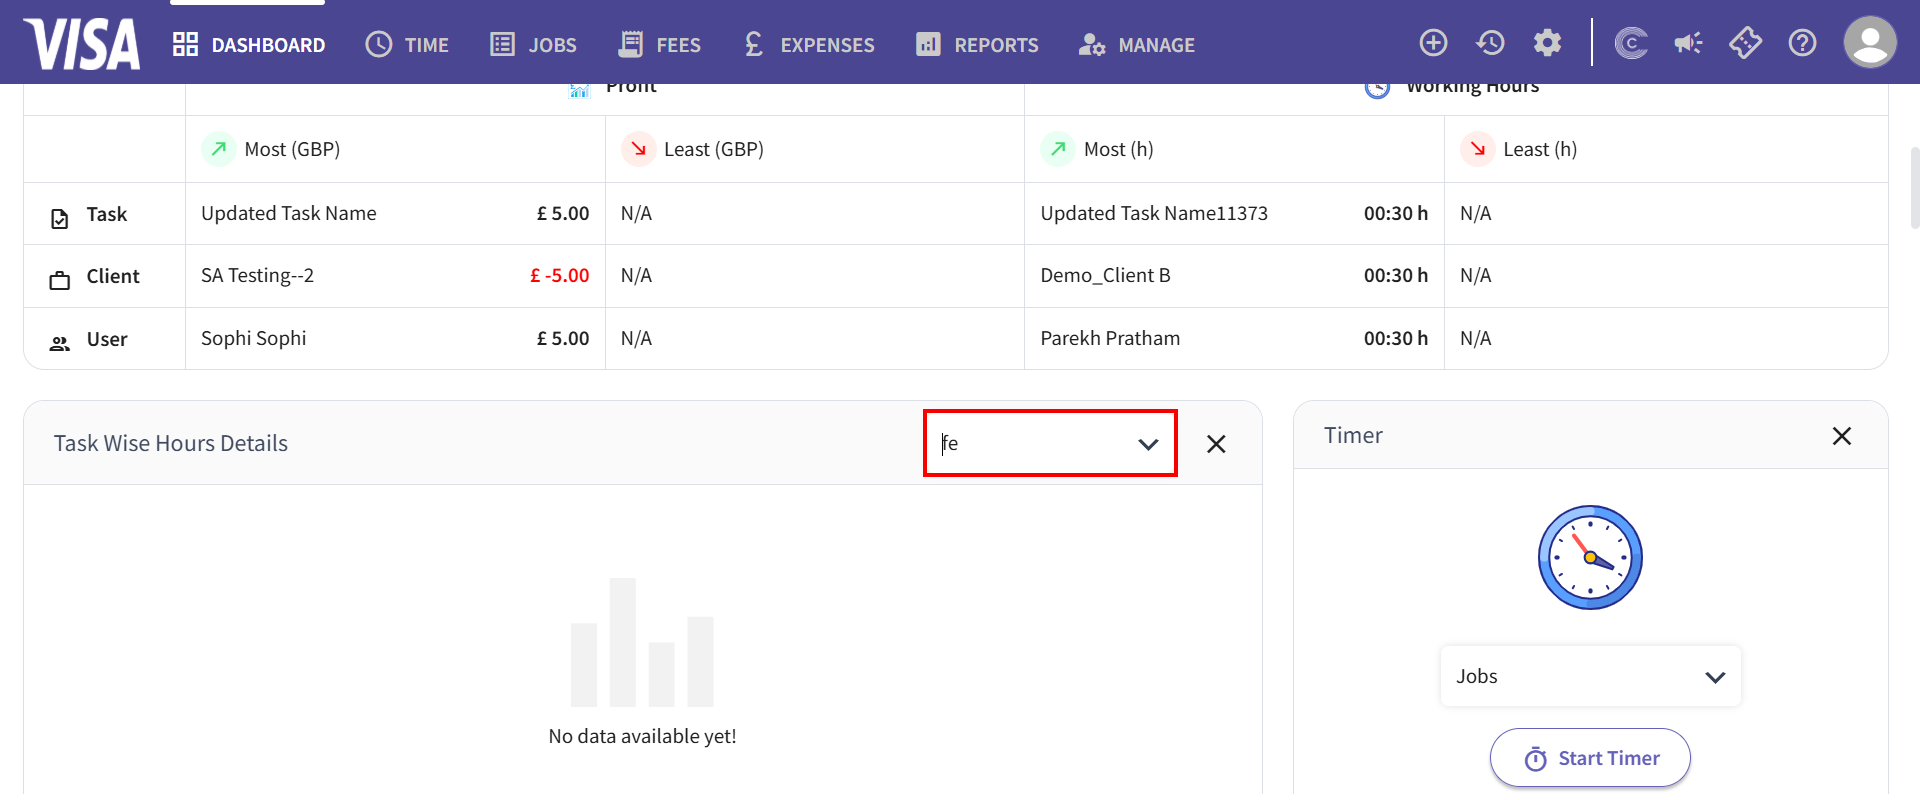 VISA DASHBOARD TIME JOBS FEES £ EXPENSES REPORTS MANAGE
Profit Working Hours
Most (GBP) Least (GBP) Most (h) Least (h)
Task Updated Task Name £ 5.00 N/A Updated Task Name11373 00:30 h N/A
Client SA Testing--2 £ -5.00 N/A Demo_Client B 00:30 h N/A
User Sophi Sophi £ 5.00 N/A Parekh Pratham 00:30 h N/A
Task Wise Hours Details fe
Timer
No data available yet!
Jobs
Start Timer